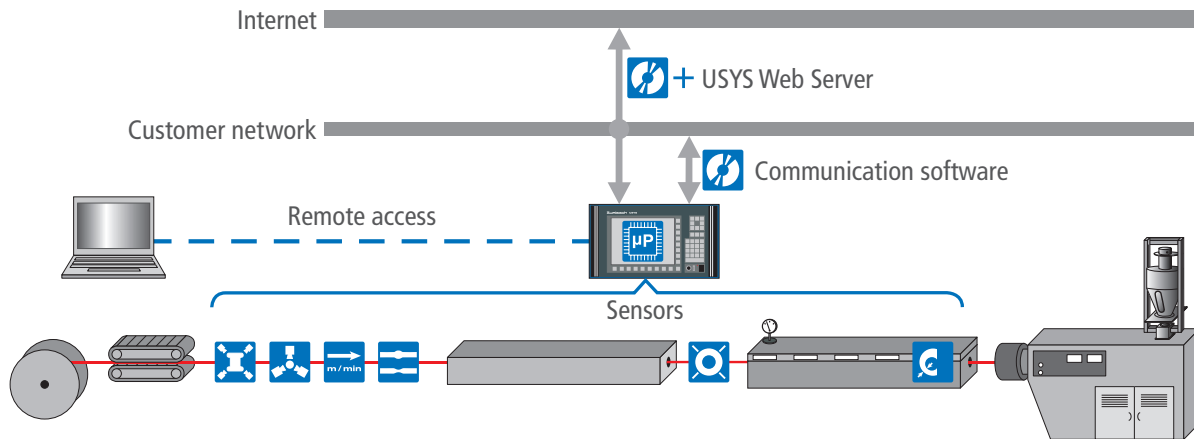 Internet
+ USYS Web Server
Customer network
Communication software
Remote access
µP
Sensors
m/min